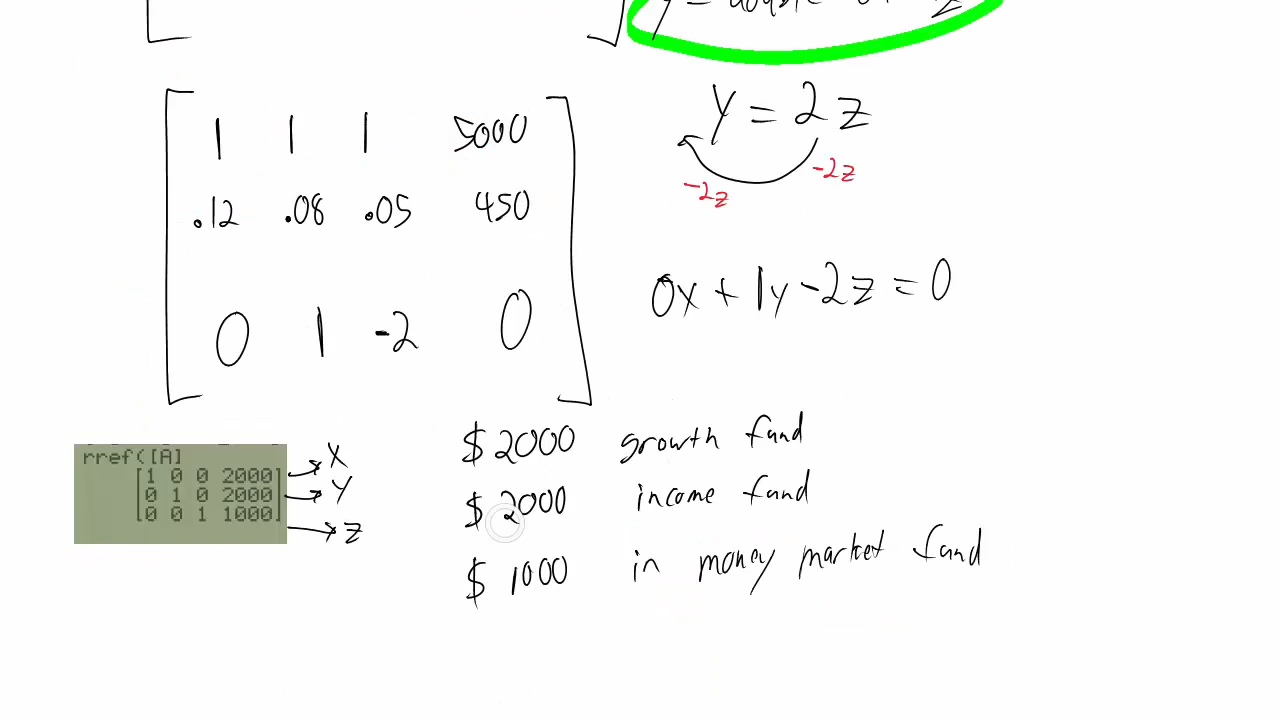 y = double of z
1 1 1 5000
.12 .08 .05 450
0 1 -2 0
y = 2z
-2z -2z
0x + 1y - 2z = 0
rref([A]
[1 0 0 2000] → x
[0 1 0 2000] → y
[0 0 1 1000] → z
$2000 growth fund
$2000 income fund
$1000 in money market fund